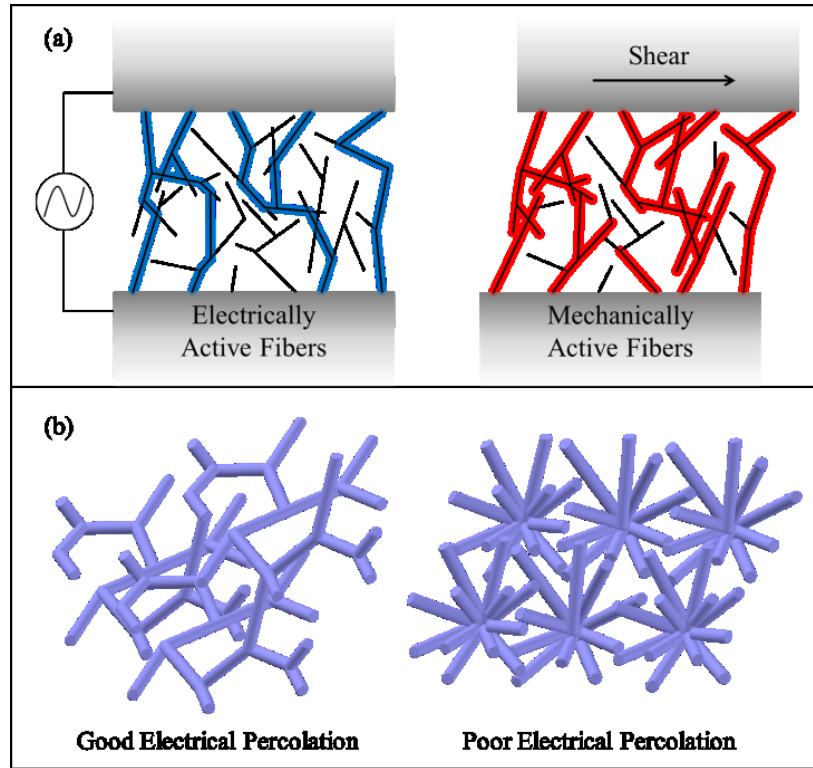 (a)
Shear
Electrically
Active Fibers
Mechanically
Active Fibers
(b)
Good Electrical Percolation
Poor Electrical Percolation